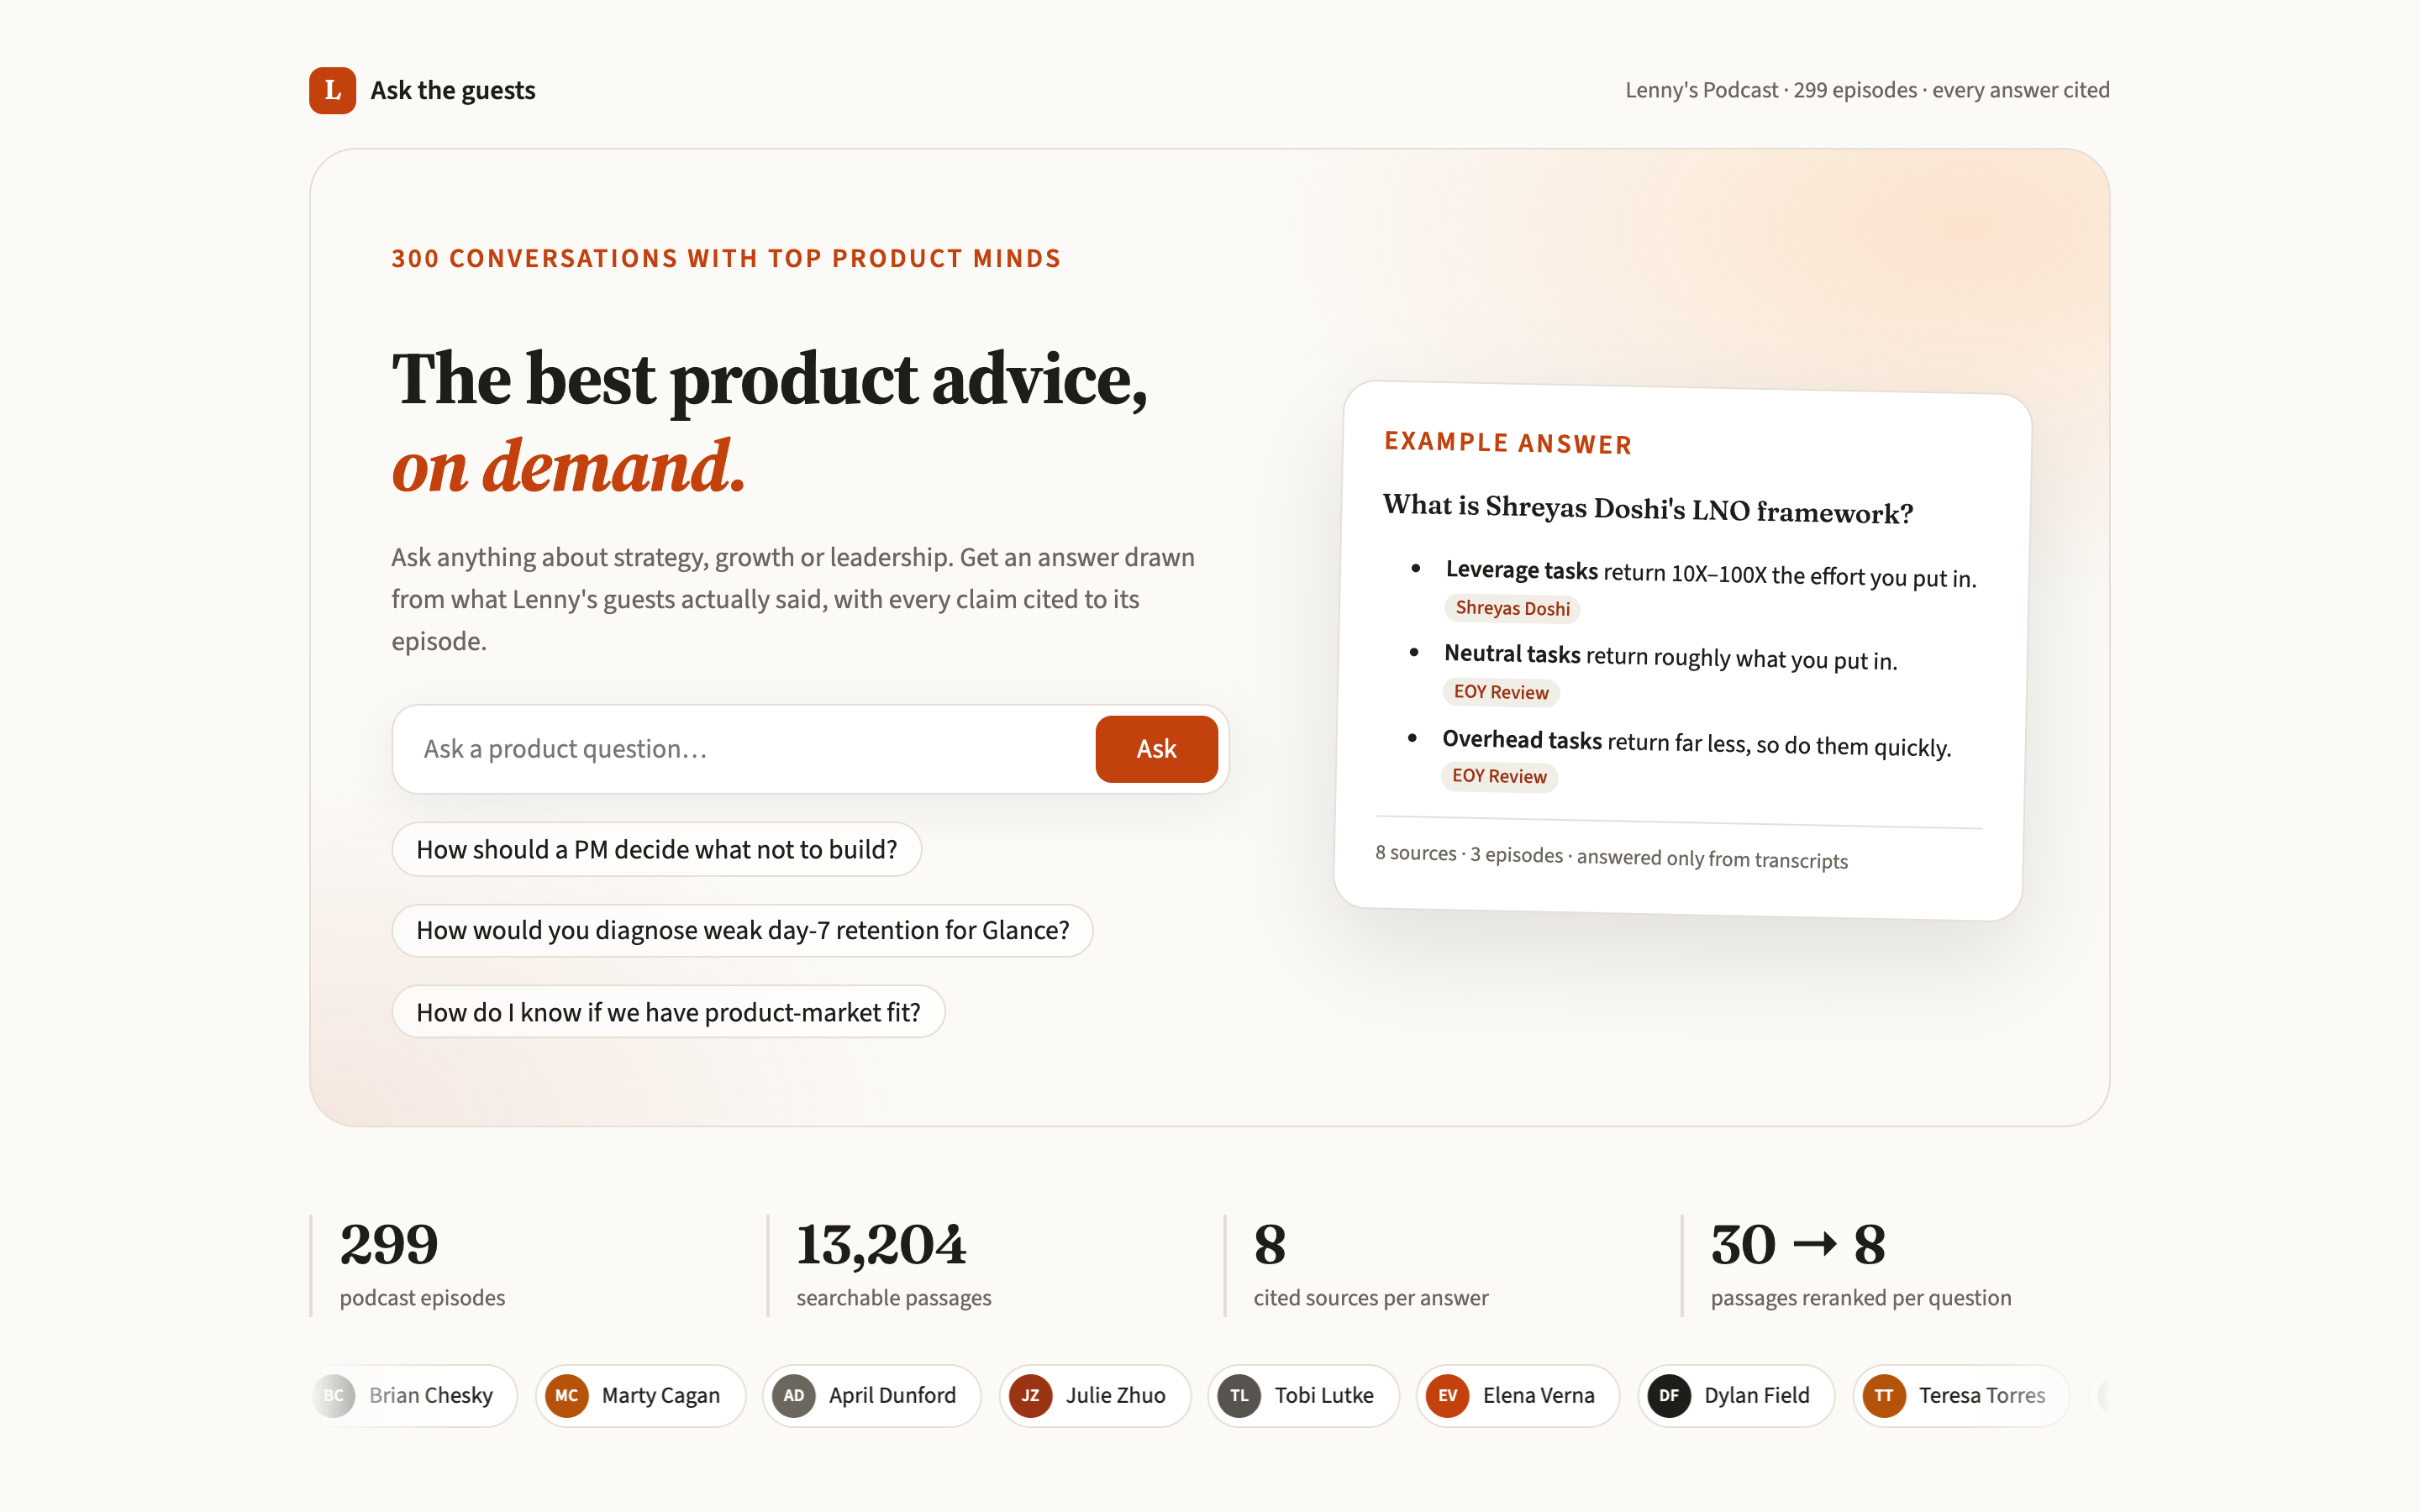 L
Ask the guests
Lenny's Podcast · 299 episodes · every answer cited
300 CONVERSATIONS WITH TOP PRODUCT MINDS
The best product advice,
on demand.
Ask anything about strategy, growth or leadership. Get an answer drawn
from what Lenny's guests actually said, with every claim cited to its
episode.
Ask a product question...
Ask
How should a PM decide what not to build?
How would you diagnose weak day-7 retention for Glance?
How do I know if we have product-market fit?
EXAMPLE ANSWER
What is Shreyas Doshi's LNO framework?
• Leverage tasks return 10X–100X the effort you put in.
Shreyas Doshi
• Neutral tasks return roughly what you put in.
EOY Review
• Overhead tasks return far less, so do them quickly.
EOY Review
8 sources · 3 episodes · answered only from transcripts
299
podcast episodes
13,204
searchable passages
8
cited sources per answer
30 → 8
passages reranked per question
BC Brian Chesky
MC Marty Cagan
AD April Dunford
JZ Julie Zhuo
TL Tobi Lutke
EV Elena Verna
DF Dylan Field
TT Teresa Torres